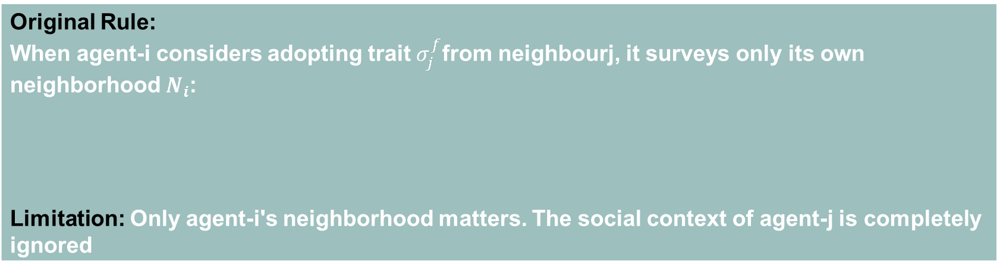 Original Rule:
When agent-i considers adopting trait σ_j^f from neighbourj, it surveys only its own
neighborhood N_i:
Limitation: Only agent-i's neighborhood matters. The social context of agent-j is completely
ignored